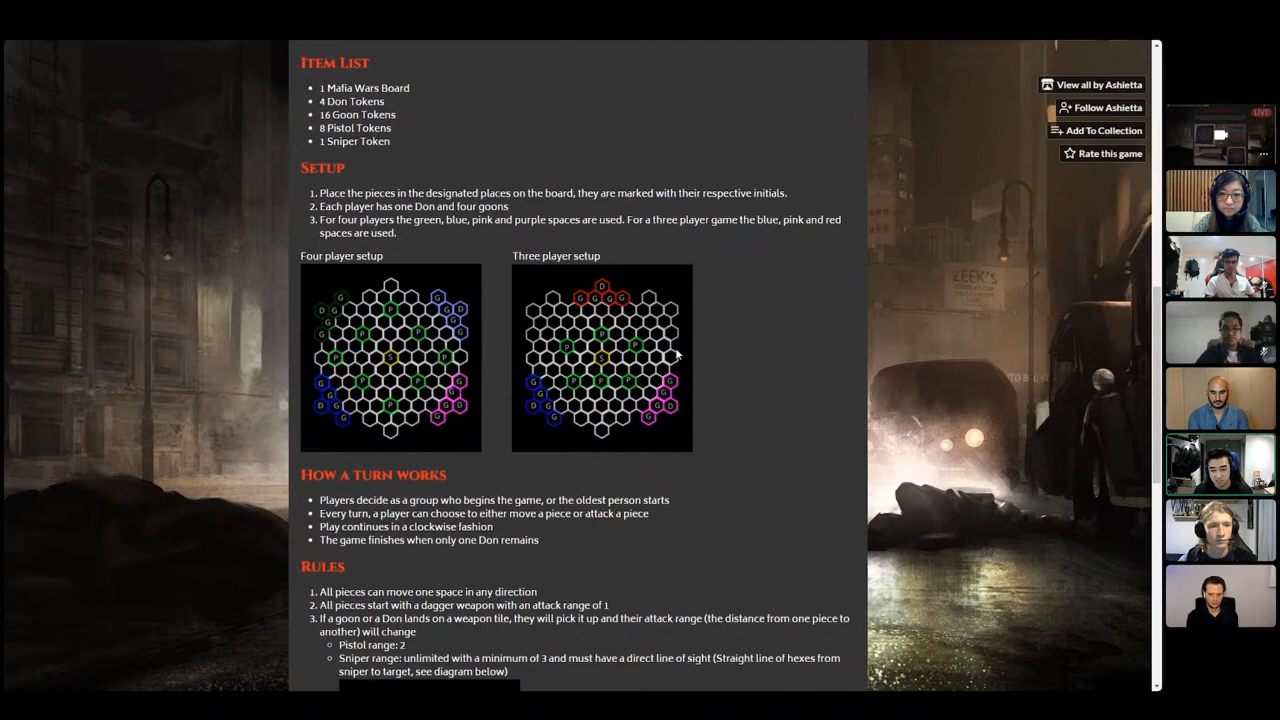 ITEM LIST
1 Mafia Wars Board
4 Don Tokens
16 Goon Tokens
8 Pistol Tokens
1 Sniper Token
SETUP
1. Place the pieces in the designated places on the board, they are marked with their respective initials.
2. Each player has one Don and four goons
3. For four players the green, blue, pink and purple spaces are used. For a three player game the blue, pink and red
spaces are used.
Four player setup
Three player setup
HOW A TURN WORKS
Players decide as a group who begins the game, or the oldest person starts
Every turn, a player can choose to either move a piece or attack a piece
Play continues in a clockwise fashion
The game finishes when only one Don remains
RULES
1. All pieces can move one space in any direction
2. All pieces start with a dagger weapon with an attack range of 1
3. If a goon or a Don lands on a weapon tile, they will pick it up and their attack range (the distance from one piece to
another) will change
Pistol range: 2
Sniper range: unlimited with a minimum of 3 and must have a direct line of sight (Straight line of hexes from
sniper to target, see diagram below)
View all by Ashietta
Follow Ashietta
Add To Collection
Rate this game
ZEEK'S
LIVE